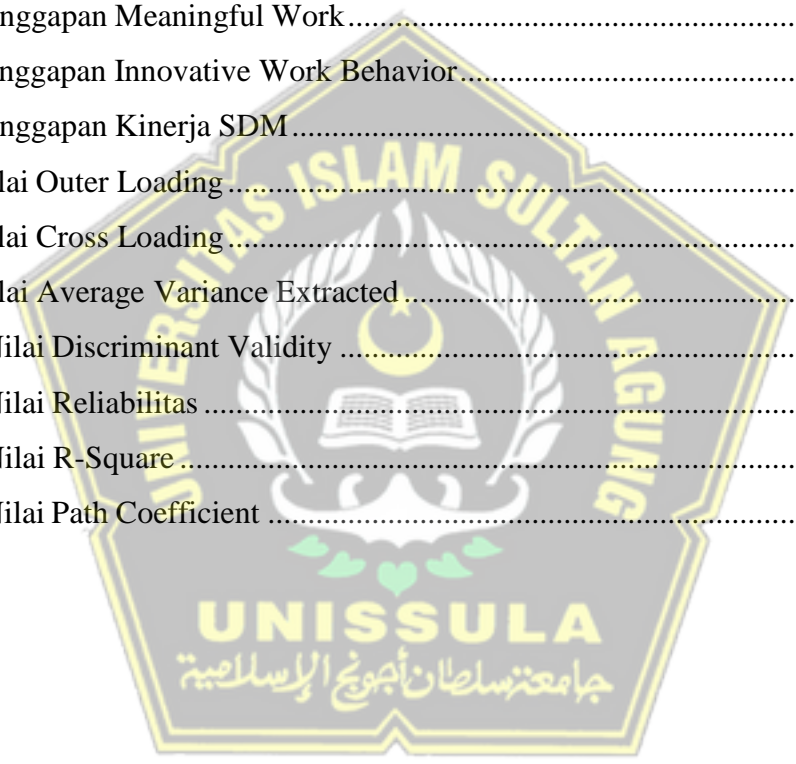 nggapan Meaningful Work........................................................
nggapan Innovative Work Behavior..........................................
nggapan Kinerja SDM...............................................................
lai Outer Loading.......................................................................
lai Cross Loading.......................................................................
lai Average Variance Extracted.................................................
Nilai Discriminant Validity.........................................................
Nilai Reliabilitas..........................................................................
Nilai R-Square.............................................................................
Nilai Path Coefficient..................................................................
UNIVERSITAS ISLAM SULTAN AGUNG
UNISSULA
جامعتسلطان أجونج الإسلامية